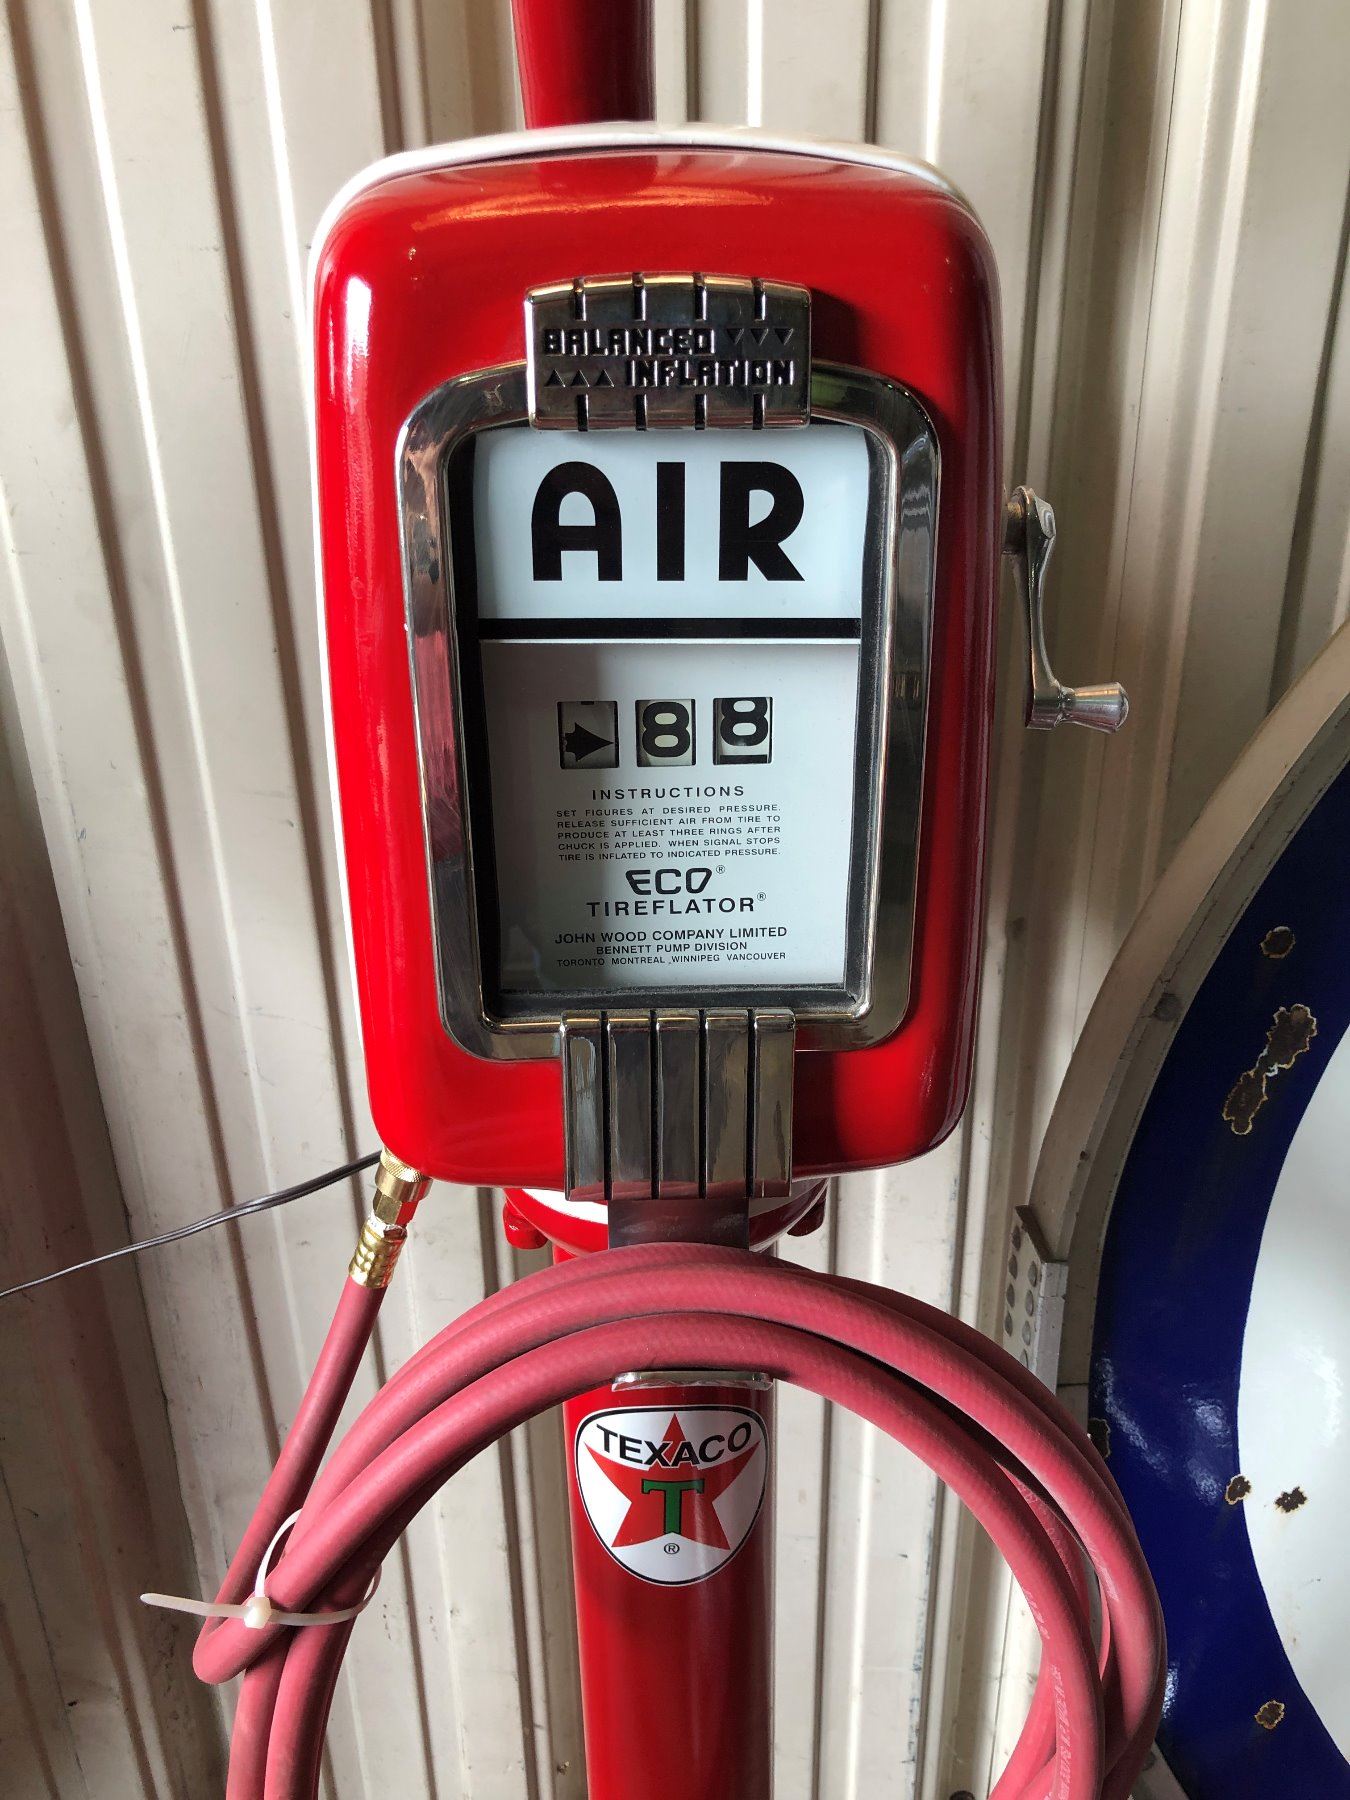 BALANCED
INFLATION
AIR
88
INSTRUCTIONS
SET FIGURES AT DESIRED PRESSURE.
RELEASE SUFFICIENT AIR FROM TIRE TO
PRODUCE AT LEAST THREE RINGS AFTER
CHUCK IS APPLIED. WHEN SIGNAL STOPS
TIRE IS INFLATED TO INDICATED PRESSURE.
ECO®
TIREFLATOR®
JOHN WOOD COMPANY LIMITED
BENNETT PUMP DIVISION
TORONTO MONTREAL, WINNIPEG VANCOUVER
TEXACO
T
®